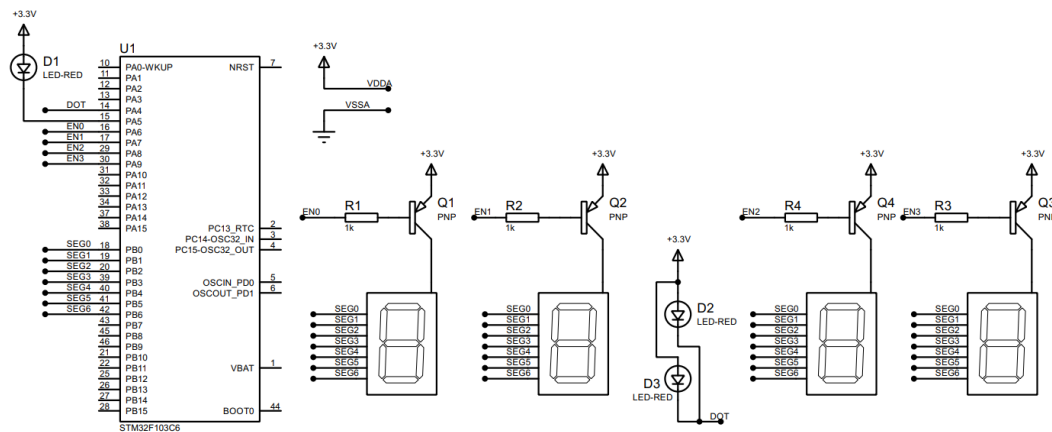 +3.3V
D1
LED-RED
U1
10 PA0-WKUP
11 PA1
12 PA2
13 PA3
DOT 14 PA4
15 PA5
EN0 16 PA6
EN1 17 PA7
EN2 29 PA8
EN3 30 PA9
31 PA10
32 PA11
33 PA12
34 PA13
37 PA14
38 PA15
SEG0 18 PB0
SEG1 19 PB1
SEG2 20 PB2
SEG3 39 PB3
SEG4 40 PB4
SEG5 41 PB5
SEG6 42 PB6
43 PB7
45 PB8
46 PB9
21 PB10
22 PB11
25 PB12
26 PB13
27 PB14
28 PB15
NRST 7
PC13_RTC 2
PC14-OSC32_IN 3
PC15-OSC32_OUT 4
OSCIN_PD0 5
OSCOUT_PD1 6
VBAT 1
BOOT0 44
STM32F103C6
+3.3V
VDDA
VSSA
+3.3V
EN0 R1 1k Q1 PNP
SEG0
SEG1
SEG2
SEG3
SEG4
SEG5
SEG6
+3.3V
EN1 R2 1k Q2 PNP
SEG0
SEG1
SEG2
SEG3
SEG4
SEG5
SEG6
+3.3V
D2
LED-RED
D3
LED-RED
DOT
+3.3V
EN2 R4 1k Q4 PNP
SEG0
SEG1
SEG2
SEG3
SEG4
SEG5
SEG6
+3.3V
EN3 R3 1k Q3 PNP
SEG0
SEG1
SEG2
SEG3
SEG4
SEG5
SEG6